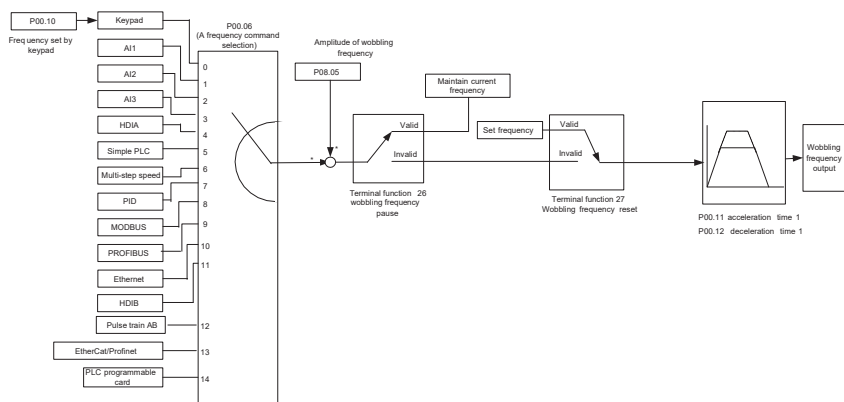 P00.10
Frequency set by
keypad
Keypad
AI1
AI2
AI3
HDIA
Simple PLC
Multi-step speed
PID
MODBUS
PROFIBUS
Ethernet
HDIB
Pulse train AB
EtherCat/Profinet
PLC programmable
card
P00.06
(A frequency command
selection)
0
1
2
3
4
5
6
7
8
9
10
11
12
13
14
Amplitude of wobbling
frequency
P08.05
*
*
Maintain current
frequency
Valid
Invalid
Terminal function 26
wobbling frequency
pause
Set frequency
Valid
Invalid
Terminal function 27
Wobbling frequency reset
P00.11 acceleration time 1
P00.12 deceleration time 1
Wobbling
frequency
output